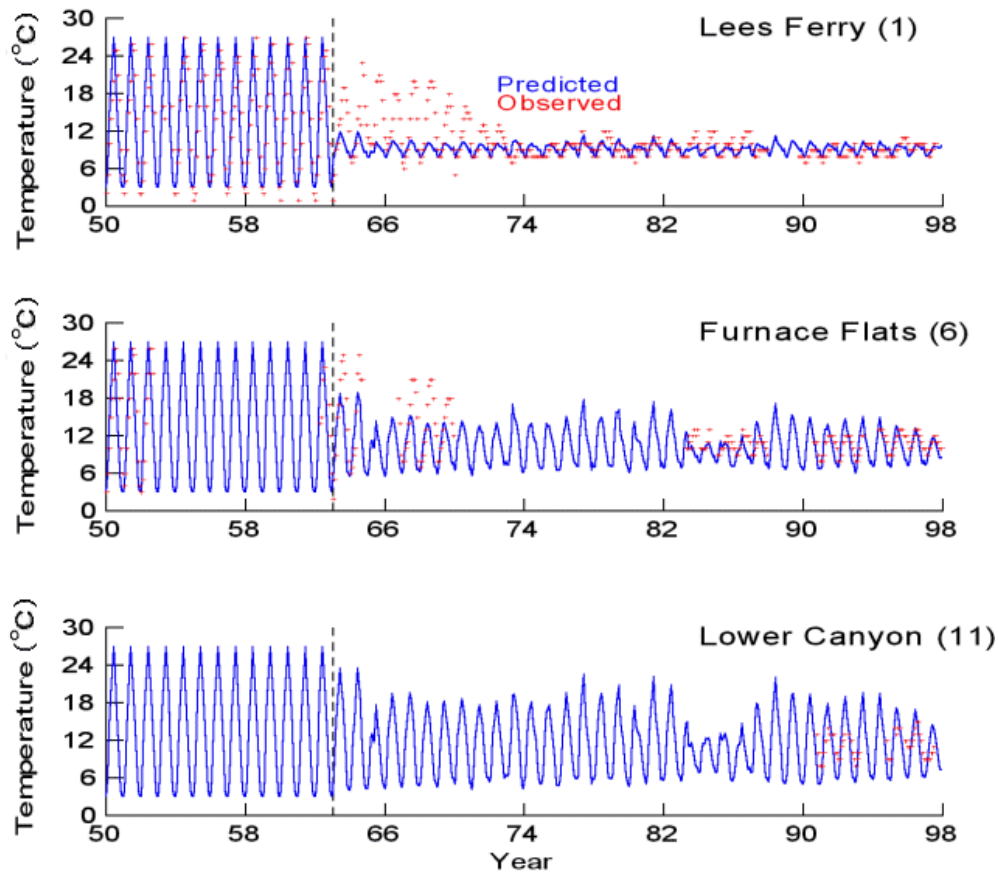 Lees Ferry (1)
Predicted
Observed
Temperature (°C)
30
24
18
12
6
0
50 58 66 74 82 90 98
Furnace Flats (6)
Temperature (°C)
30
24
18
12
6
0
50 58 66 74 82 90 98
Lower Canyon (11)
Temperature (°C)
30
24
18
12
6
0
50 58 66 74 82 90 98
Year